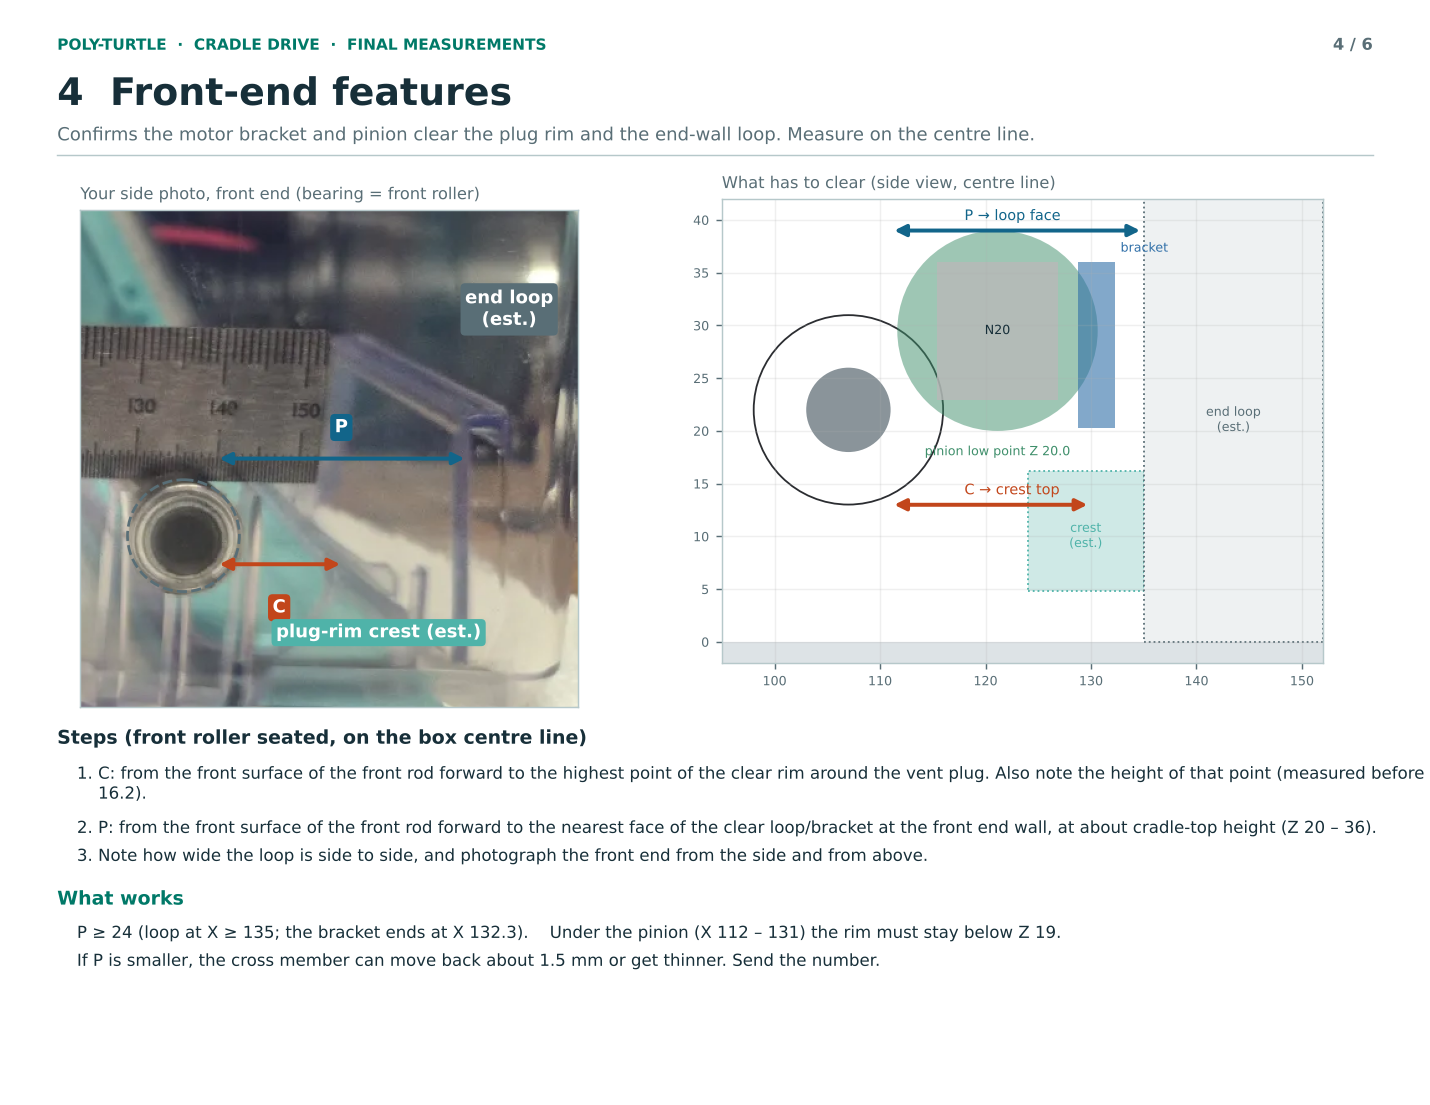 POLY-TURTLE · CRADLE DRIVE · FINAL MEASUREMENTS
4 / 6
4 Front-end features
Confirms the motor bracket and pinion clear the plug rim and the end-wall loop. Measure on the centre line.
Your side photo, front end (bearing = front roller)
end loop
(est.)
130
140
150
P
C
plug-rim crest (est.)
What has to clear (side view, centre line)
40
35
30
25
20
15
10
5
0
P → loop face
bracket
N20
end loop
(est.)
pinion low point Z 20.0
C → crest top
crest
(est.)
100
110
120
130
140
150
Steps (front roller seated, on the box centre line)
1. C: from the front surface of the front rod forward to the highest point of the clear rim around the vent plug. Also note the height of that point (measured before
16.2).
2. P: from the front surface of the front rod forward to the nearest face of the clear loop/bracket at the front end wall, at about cradle-top height (Z 20 – 36).
3. Note how wide the loop is side to side, and photograph the front end from the side and from above.
What works
P ≥ 24 (loop at X ≥ 135; the bracket ends at X 132.3). Under the pinion (X 112 – 131) the rim must stay below Z 19.
If P is smaller, the cross member can move back about 1.5 mm or get thinner. Send the number.